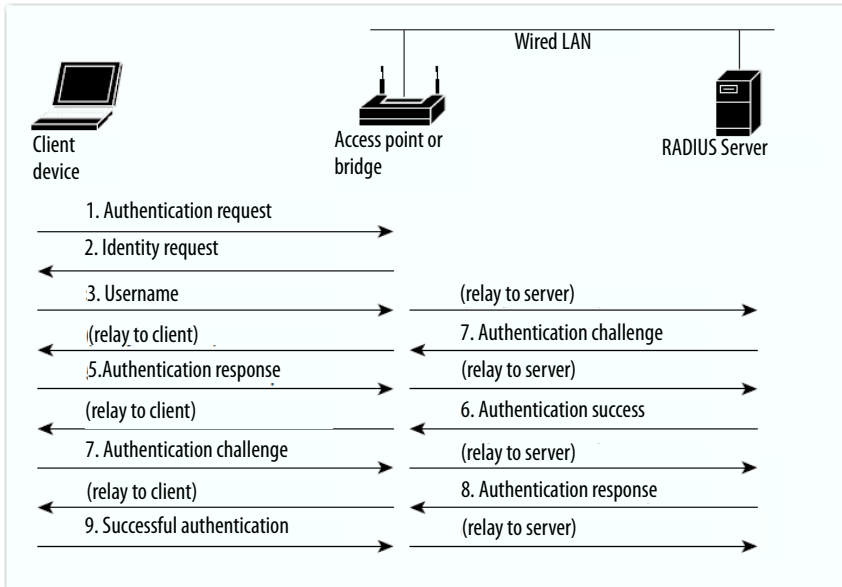 Wired LAN
Client
device
Access point or
bridge
RADIUS Server
1. Authentication request
2. Identity request
3. Username
(relay to server)
(relay to client)
7. Authentication challenge
5.Authentication response
(relay to server)
(relay to client)
6. Authentication success
7. Authentication challenge
(relay to server)
(relay to client)
8. Authentication response
9. Successful authentication
(relay to server)